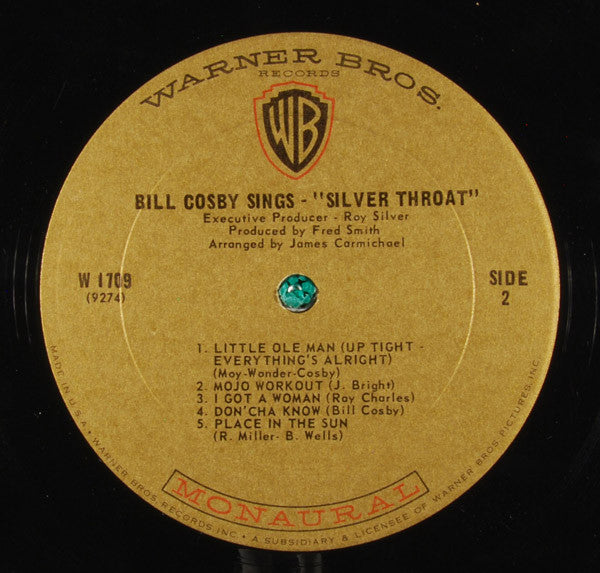 WARNER BROS.
RECORDS
WB
BILL COSBY SINGS - "SILVER THROAT"
Executive Producer - Roy Silver
Produced by Fred Smith
Arranged by James Carmichael
W 1709
(9274)
SIDE
2
1. LITTLE OLE MAN (UP TIGHT -
EVERYTHING'S ALRIGHT)
(Moy-Wonder-Cosby)
2. MOJO WORKOUT (J. Bright)
3. I GOT A WOMAN (Ray Charles)
4. DON'CHA KNOW (Bill Cosby)
5. PLACE IN THE SUN
(R. Miller- B. Wells)
MONAURAL
MADE IN U.S.A. • WARNER BROS. RECORDS INC. • A SUBSIDIARY & LICENSEE OF WARNER BROS. PICTURES, INC.